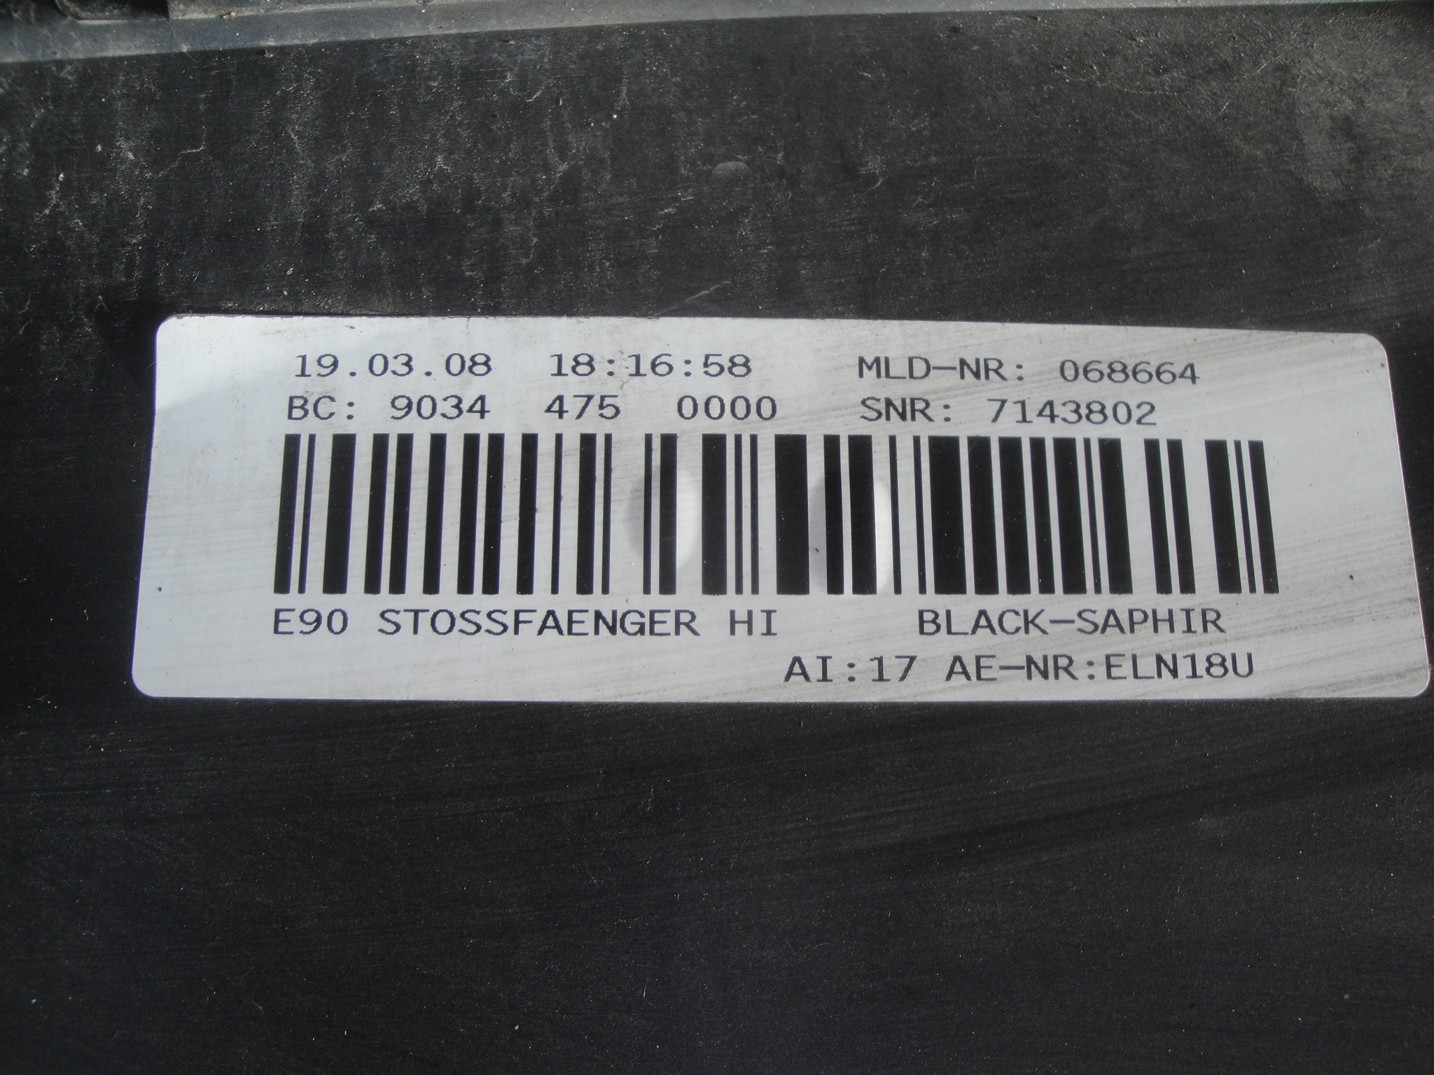 19.03.08 18:16:58 MLD-NR: 068664
BC: 9034 475 0000 SNR: 7143802
E90 STOSSFAENGER HI BLACK-SAPHIR
AI:17 AE-NR:ELN18U